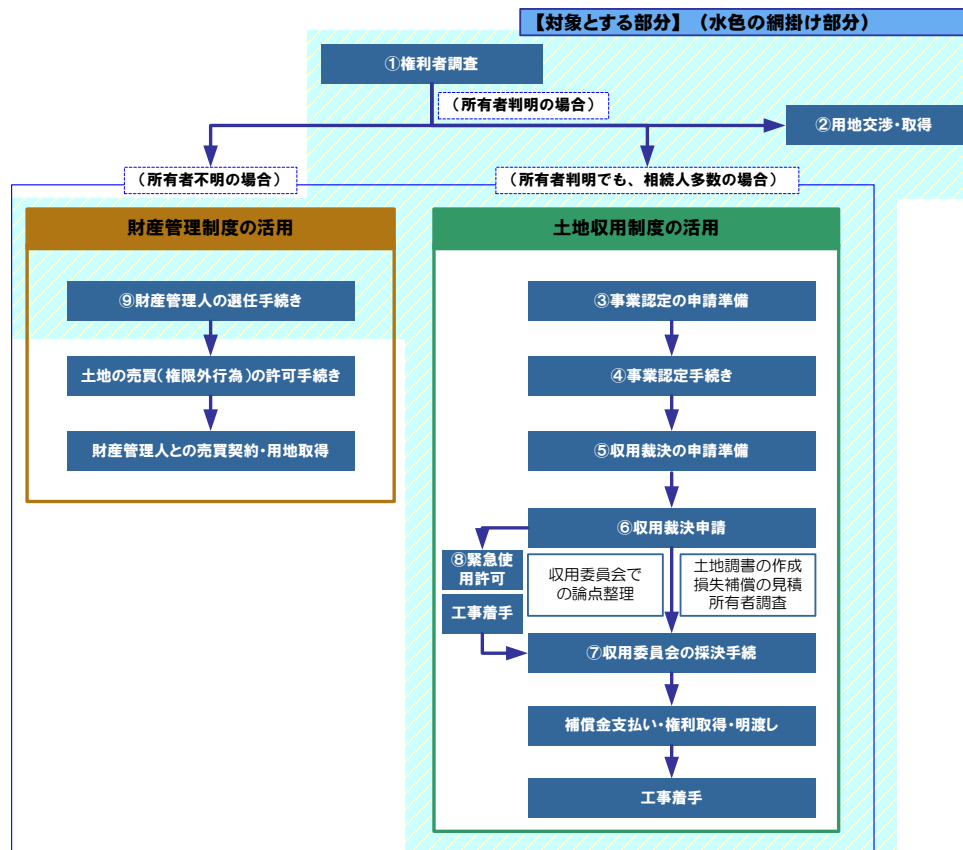 【対象とする部分】（水色の網掛け部分）
①権利者調査
（所有者判明の場合）
②用地交渉・取得
（所有者不明の場合）
（所有者判明でも、相続人多数の場合）
財産管理制度の活用
⑨財産管理人の選任手続き
土地の売買（権限外行為）の許可手続き
財産管理人との売買契約・用地取得
土地収用制度の活用
③事業認定の申請準備
④事業認定手続き
⑤収用裁決の申請準備
⑥収用裁決申請
⑧緊急使
用許可
工事着手
収用委員会で
の論点整理
土地調書の作成
損失補償の見積
所有者調査
⑦収用委員会の採決手続
補償金支払い・権利取得・明渡し
工事着手